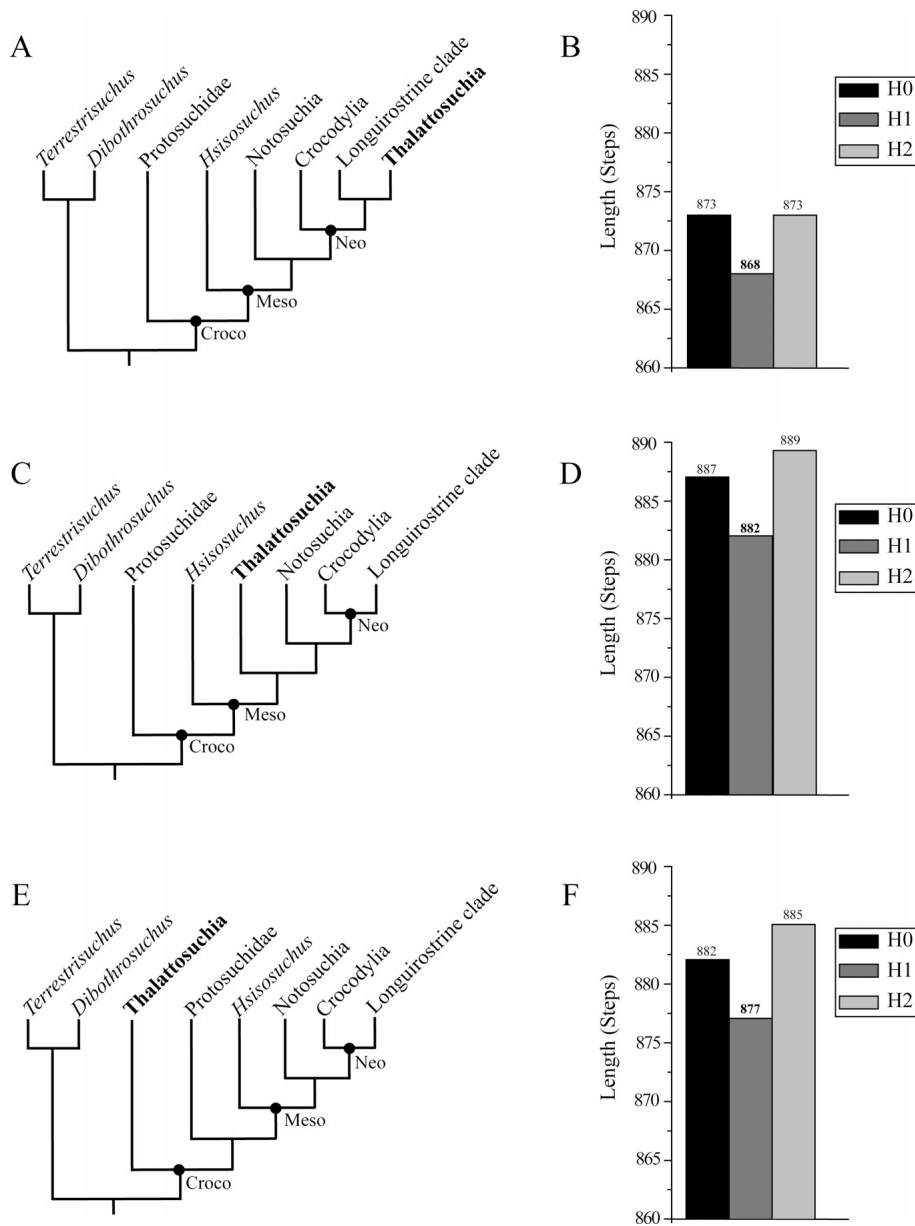 A
Terrestrisuchus
Dibothrosuchus
Protosuchidae
Hsisosuchus
Notosuchia
Crocodylia
Longuirostrine clade
Thalattosuchia
Neo
Meso
Croco
B
Length (Steps)
890
885
880
875
870
865
860
873
868
873
H0
H1
H2
C
Terrestrisuchus
Dibothrosuchus
Protosuchidae
Hsisosuchus
Thalattosuchia
Notosuchia
Crocodylia
Longuirostrine clade
Neo
Meso
Croco
D
Length (Steps)
890
885
880
875
870
865
860
887
882
889
H0
H1
H2
E
Terrestrisuchus
Dibothrosuchus
Thalattosuchia
Protosuchidae
Hsisosuchus
Notosuchia
Crocodylia
Longuirostrine clade
Neo
Meso
Croco
F
Length (Steps)
890
885
880
875
870
865
860
882
877
885
H0
H1
H2